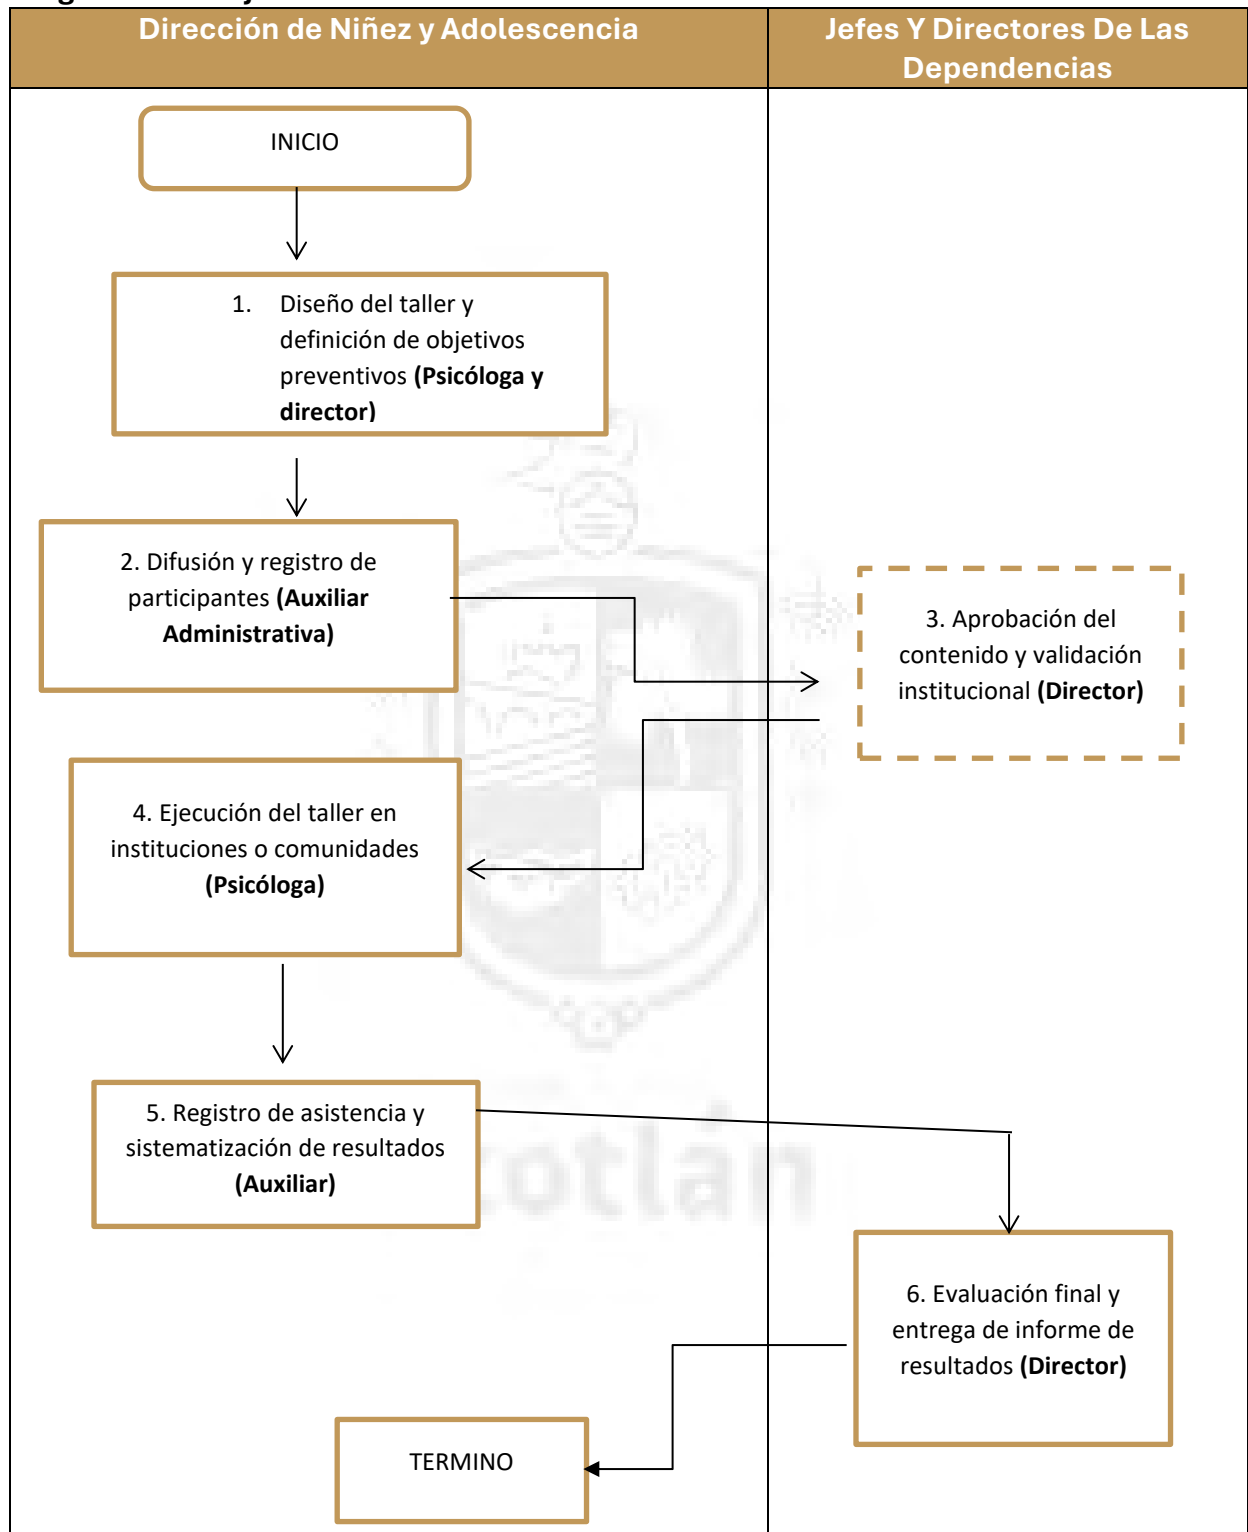 Dirección de Niñez y Adolescencia
Jefes Y Directores De Las
Dependencias
INICIO
1. Diseño del taller y
definición de objetivos
preventivos (Psicóloga y
director)
2. Difusión y registro de
participantes (Auxiliar
Administrativa)
3. Aprobación del
contenido y validación
institucional (Director)
4. Ejecución del taller en
instituciones o comunidades
(Psicóloga)
5. Registro de asistencia y
sistematización de resultados
(Auxiliar)
6. Evaluación final y
entrega de informe de
resultados (Director)
TERMINO